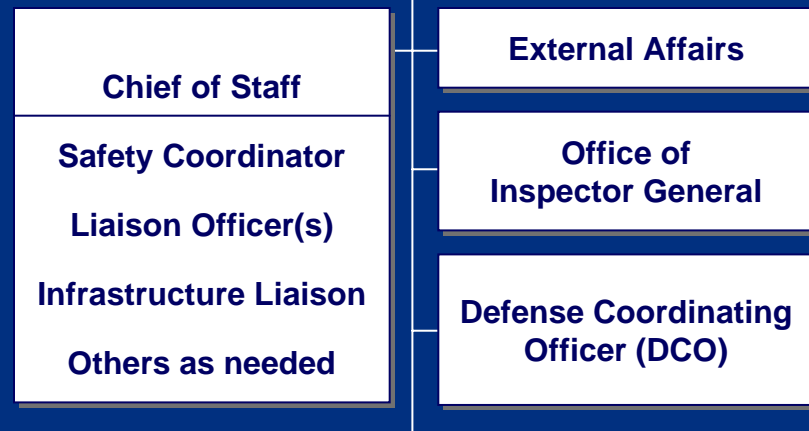 Chief of Staff
Safety Coordinator
Liaison Officer(s)
Infrastructure Liaison
Others as needed
External Affairs
Office of
Inspector General
Defense Coordinating
Officer (DCO)